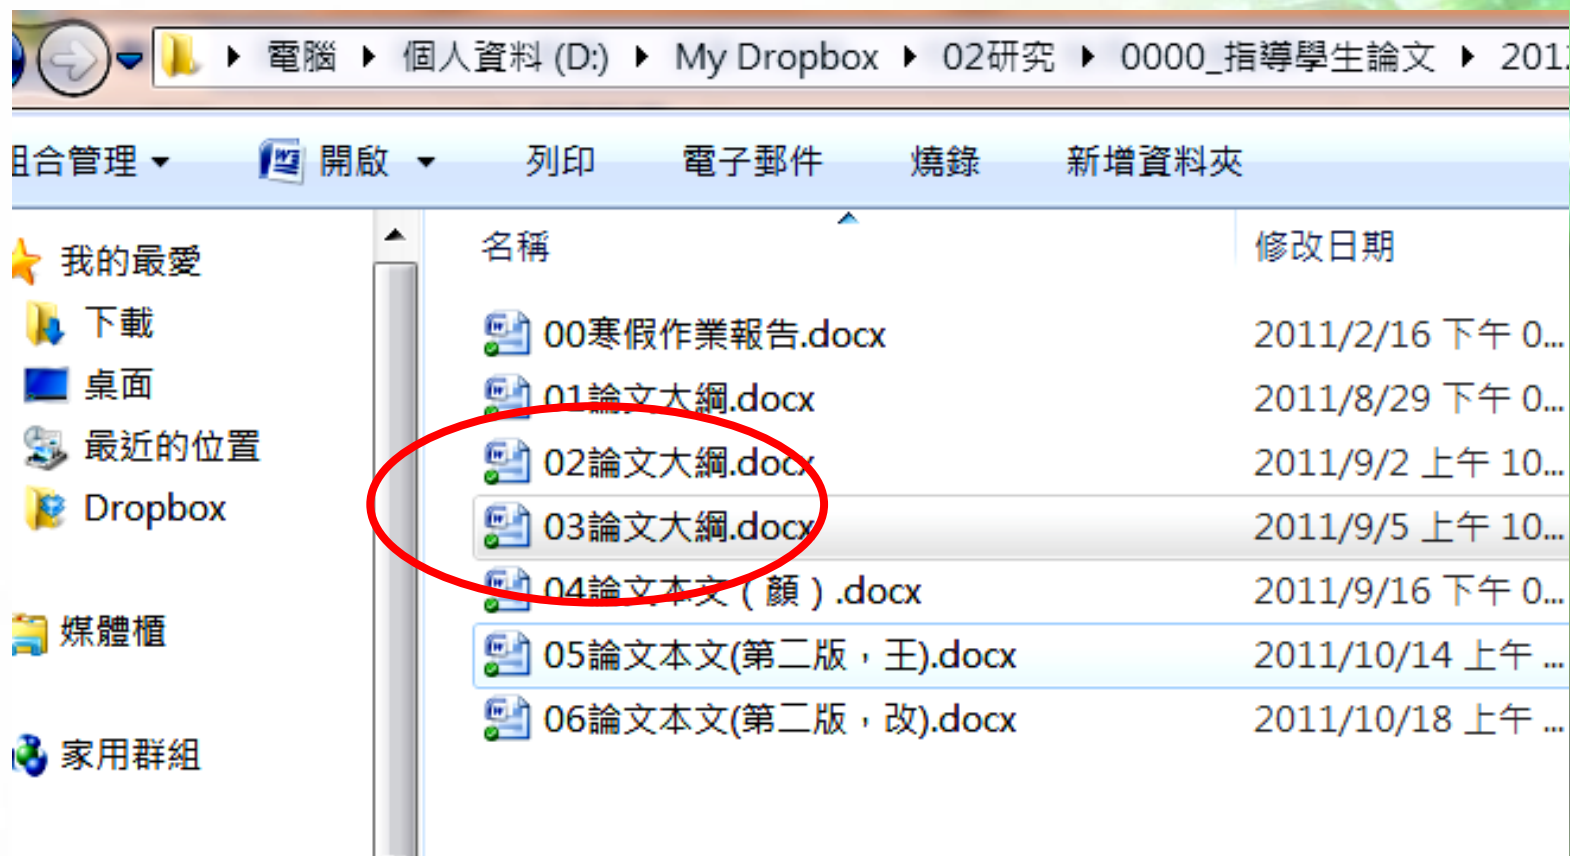 電腦 ▶ 個人資料 (D:) ▶ My Dropbox ▶ 02研究 ▶ 0000_指導學生論文 ▶ 201
組合管理 開啟 列印 電子郵件 燒錄 新增資料夾
我的最愛
下載
桌面
最近的位置
Dropbox
媒體櫃
家用群組
名稱 修改日期
00寒假作業報告.docx 2011/2/16 下午 0...
01論文大綱.docx 2011/8/29 下午 0...
02論文大綱.docx 2011/9/2 上午 10...
03論文大綱.docx 2011/9/5 上午 10...
04論文本文（顏）.docx 2011/9/16 下午 0...
05論文本文(第二版，王).docx 2011/10/14 上午 ...
06論文本文(第二版，改).docx 2011/10/18 上午 ...